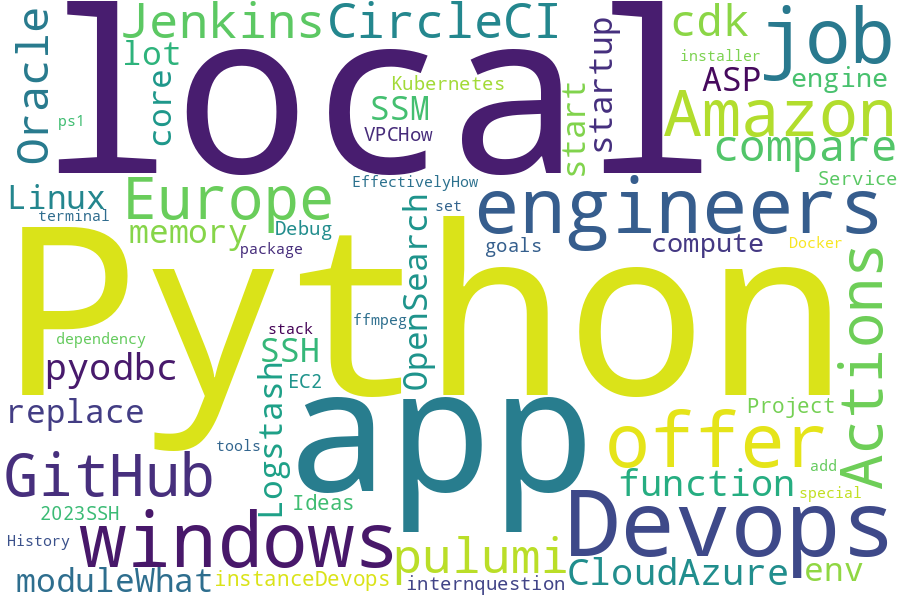 Oracle
Jenkins
CircleCI
cdk
job
lot
local
installer
startup
ASP
engine
core
Kubernetes
SSM
start
Amazon
ps1
VPCHow
compare
Linux
Europe
EffectivelyHow
engineers
Service
terminal
memory
Debug
set
package
goals
compute
Docker
OpenSearch
Python
Actions
dependency
stack
ffmpeg
pyodbc
SSH
EC2
app
replace
Logstash
Project
tools
offer
GitHub
add
function
special
Ideas
2023SSH
Devops
History
windows
pulumi
CloudAzure
env
moduleWhat
instanceDevops
internquestion